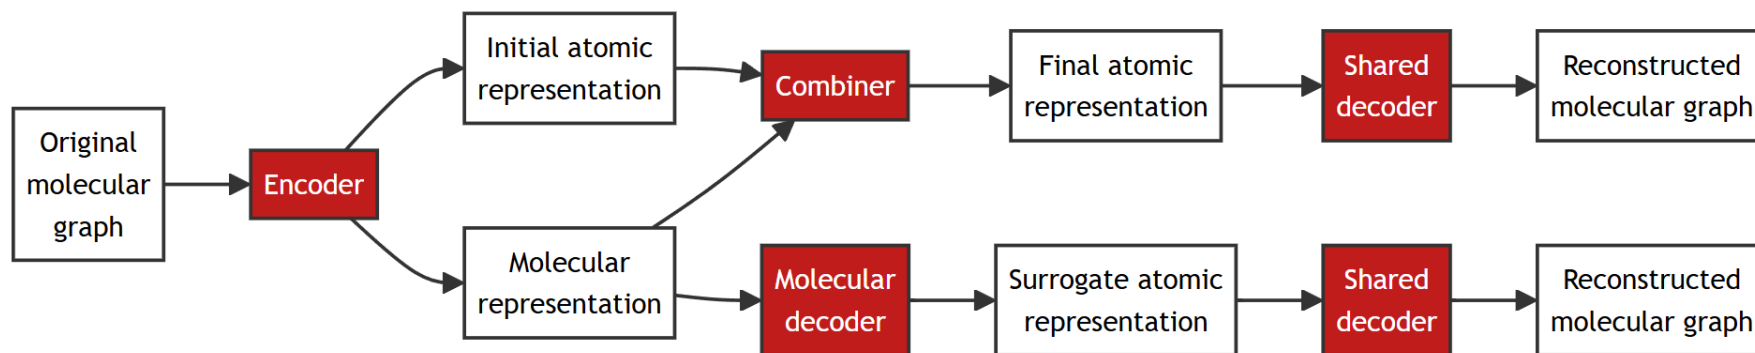 Original
molecular
graph
Encoder
Initial atomic
representation
Molecular
representation
Combiner
Molecular
decoder
Final atomic
representation
Surrogate atomic
representation
Shared
decoder
Shared
decoder
Reconstructed
molecular graph
Reconstructed
molecular graph